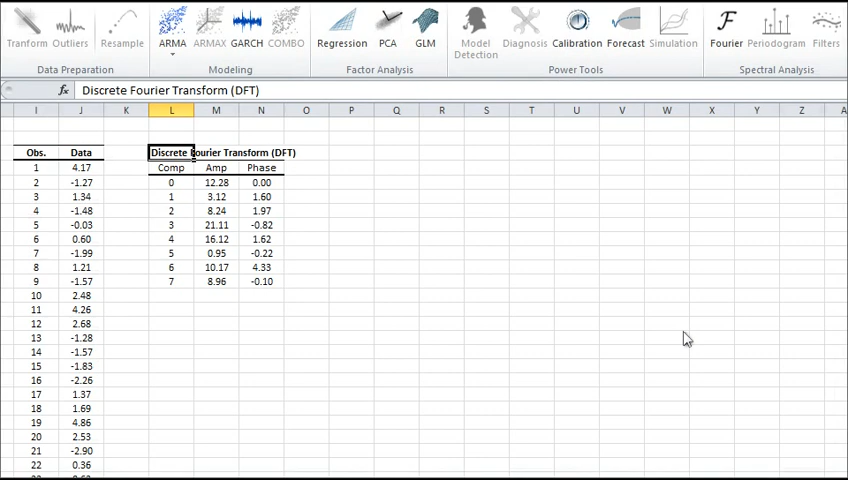 Tranform Outliers Resample ARMA ARMAX GARCH COMBO Regression PCA GLM Model Detection Diagnosis Calibration Forecast Simulation Fourier Periodogram Filters
Data Preparation Modeling Factor Analysis Power Tools Spectral Analysis
fx Discrete Fourier Transform (DFT)
I J K L M N O P Q R S T U V W X Y Z A
Obs. Data Discrete Fourier Transform (DFT)
1 4.17 Comp Amp Phase
2 -1.27 0 12.28 0.00
3 1.34 1 3.12 1.60
4 -1.48 2 8.24 1.97
5 -0.03 3 21.11 -0.82
6 0.60 4 16.12 1.62
7 -1.99 5 0.95 -0.22
8 1.21 6 10.17 4.33
9 -1.57 7 8.96 -0.10
10 2.48
11 4.26
12 2.68
13 -1.28
14 -1.57
15 -1.83
16 -2.26
17 1.37
18 1.69
19 4.86
20 2.53
21 -2.90
22 0.36